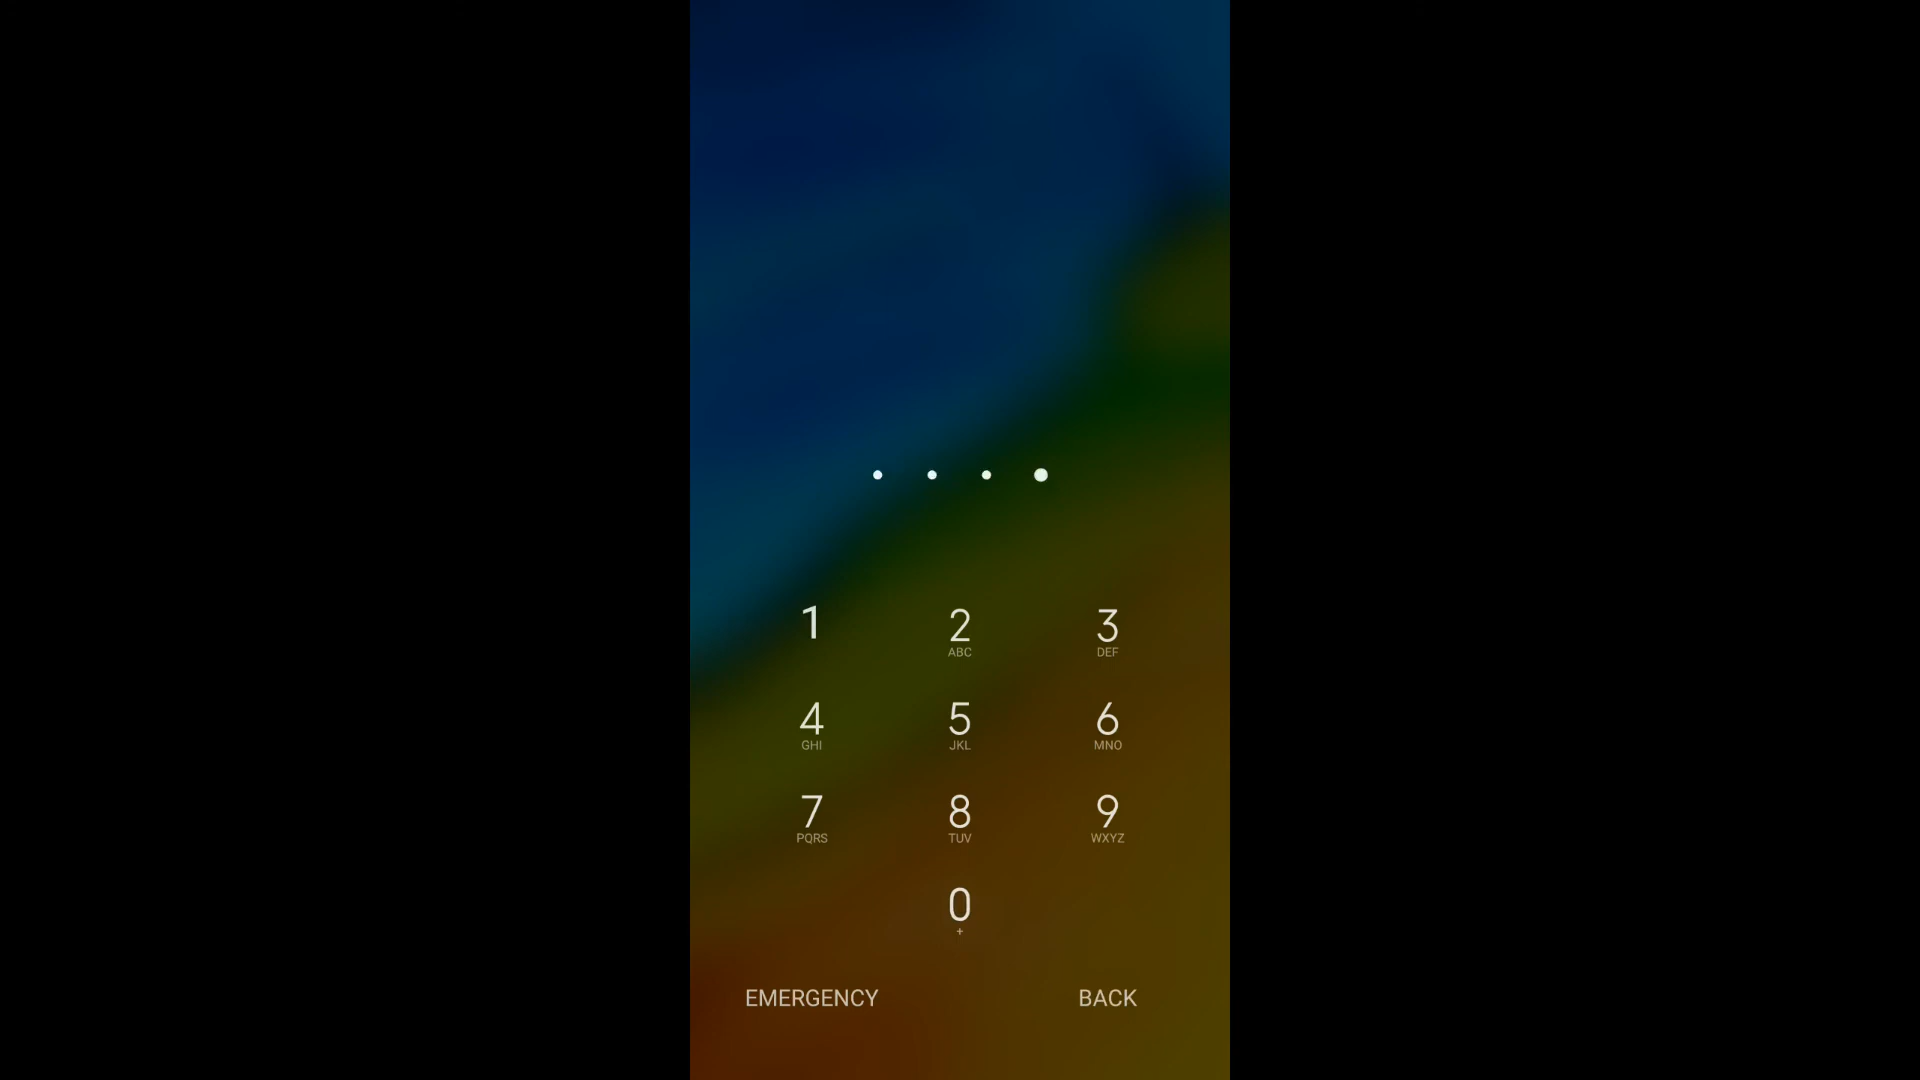 1 2 3
ABC DEF
4 5 6
GHI JKL MNO
7 8 9
PQRS TUV WXYZ
0
+
EMERGENCY BACK